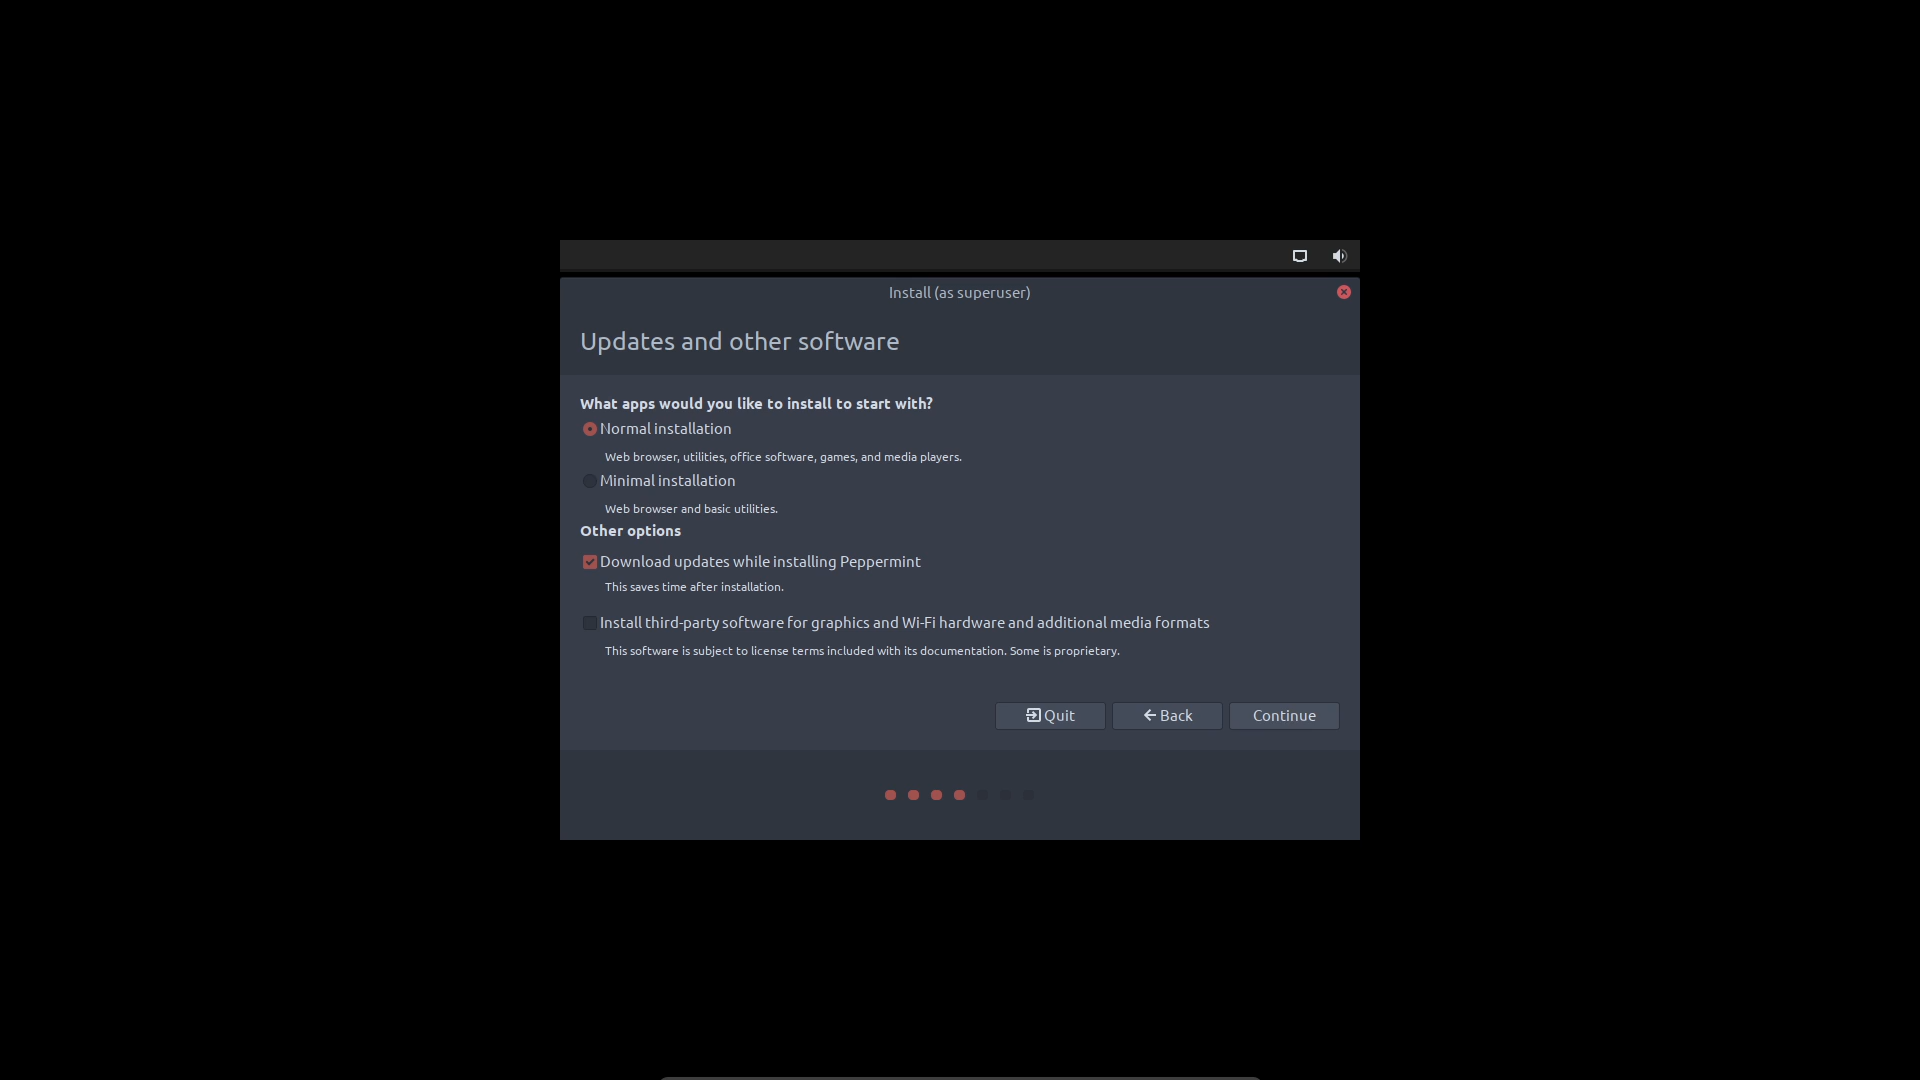 Install (as superuser)
Updates and other software
What apps would you like to install to start with?
Normal installation
Web browser, utilities, office software, games, and media players.
Minimal installation
Web browser and basic utilities.
Other options
Download updates while installing Peppermint
This saves time after installation.
Install third-party software for graphics and Wi-Fi hardware and additional media formats
This software is subject to license terms included with its documentation. Some is proprietary.
Quit
Back
Continue